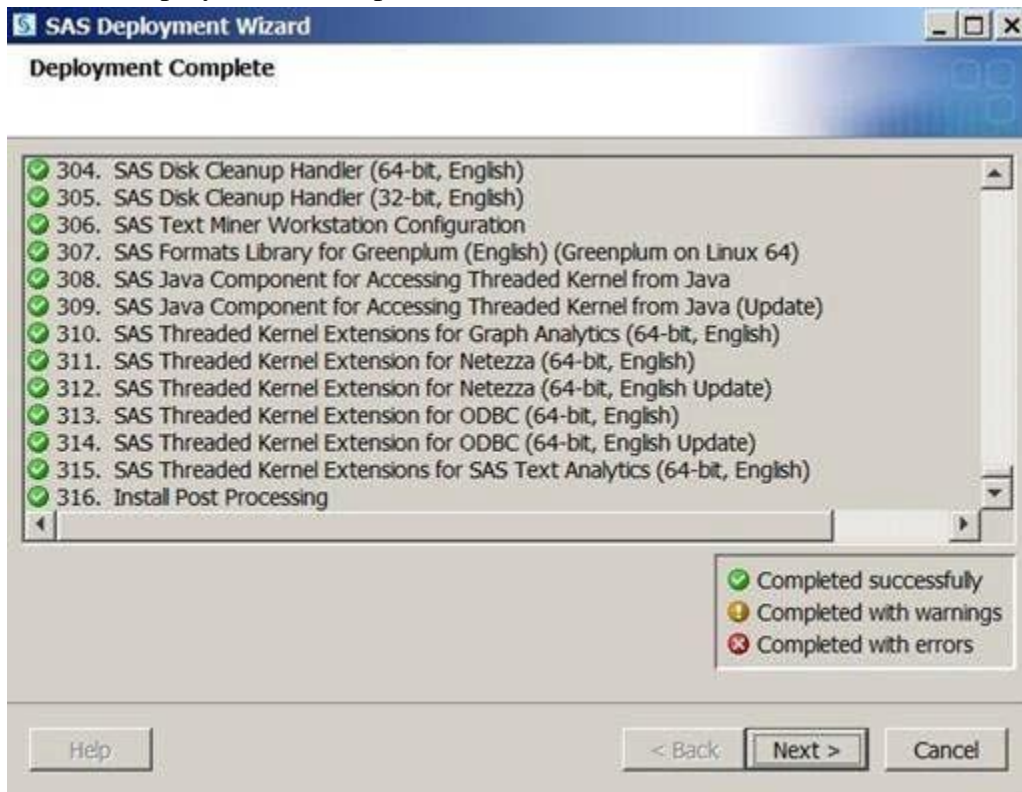 SAS Deployment Wizard
Deployment Complete
304. SAS Disk Cleanup Handler (64-bit, English)
305. SAS Disk Cleanup Handler (32-bit, English)
306. SAS Text Miner Workstation Configuration
307. SAS Formats Library for Greenplum (English) (Greenplum on Linux 64)
308. SAS Java Component for Accessing Threaded Kernel from Java
309. SAS Java Component for Accessing Threaded Kernel from Java (Update)
310. SAS Threaded Kernel Extensions for Graph Analytics (64-bit, English)
311. SAS Threaded Kernel Extension for Netezza (64-bit, English)
312. SAS Threaded Kernel Extension for Netezza (64-bit, English Update)
313. SAS Threaded Kernel Extension for ODBC (64-bit, English)
314. SAS Threaded Kernel Extension for ODBC (64-bit, English Update)
315. SAS Threaded Kernel Extensions for SAS Text Analytics (64-bit, English)
316. Install Post Processing
Completed successfully
Completed with warnings
Completed with errors
Help
< Back
Next >
Cancel